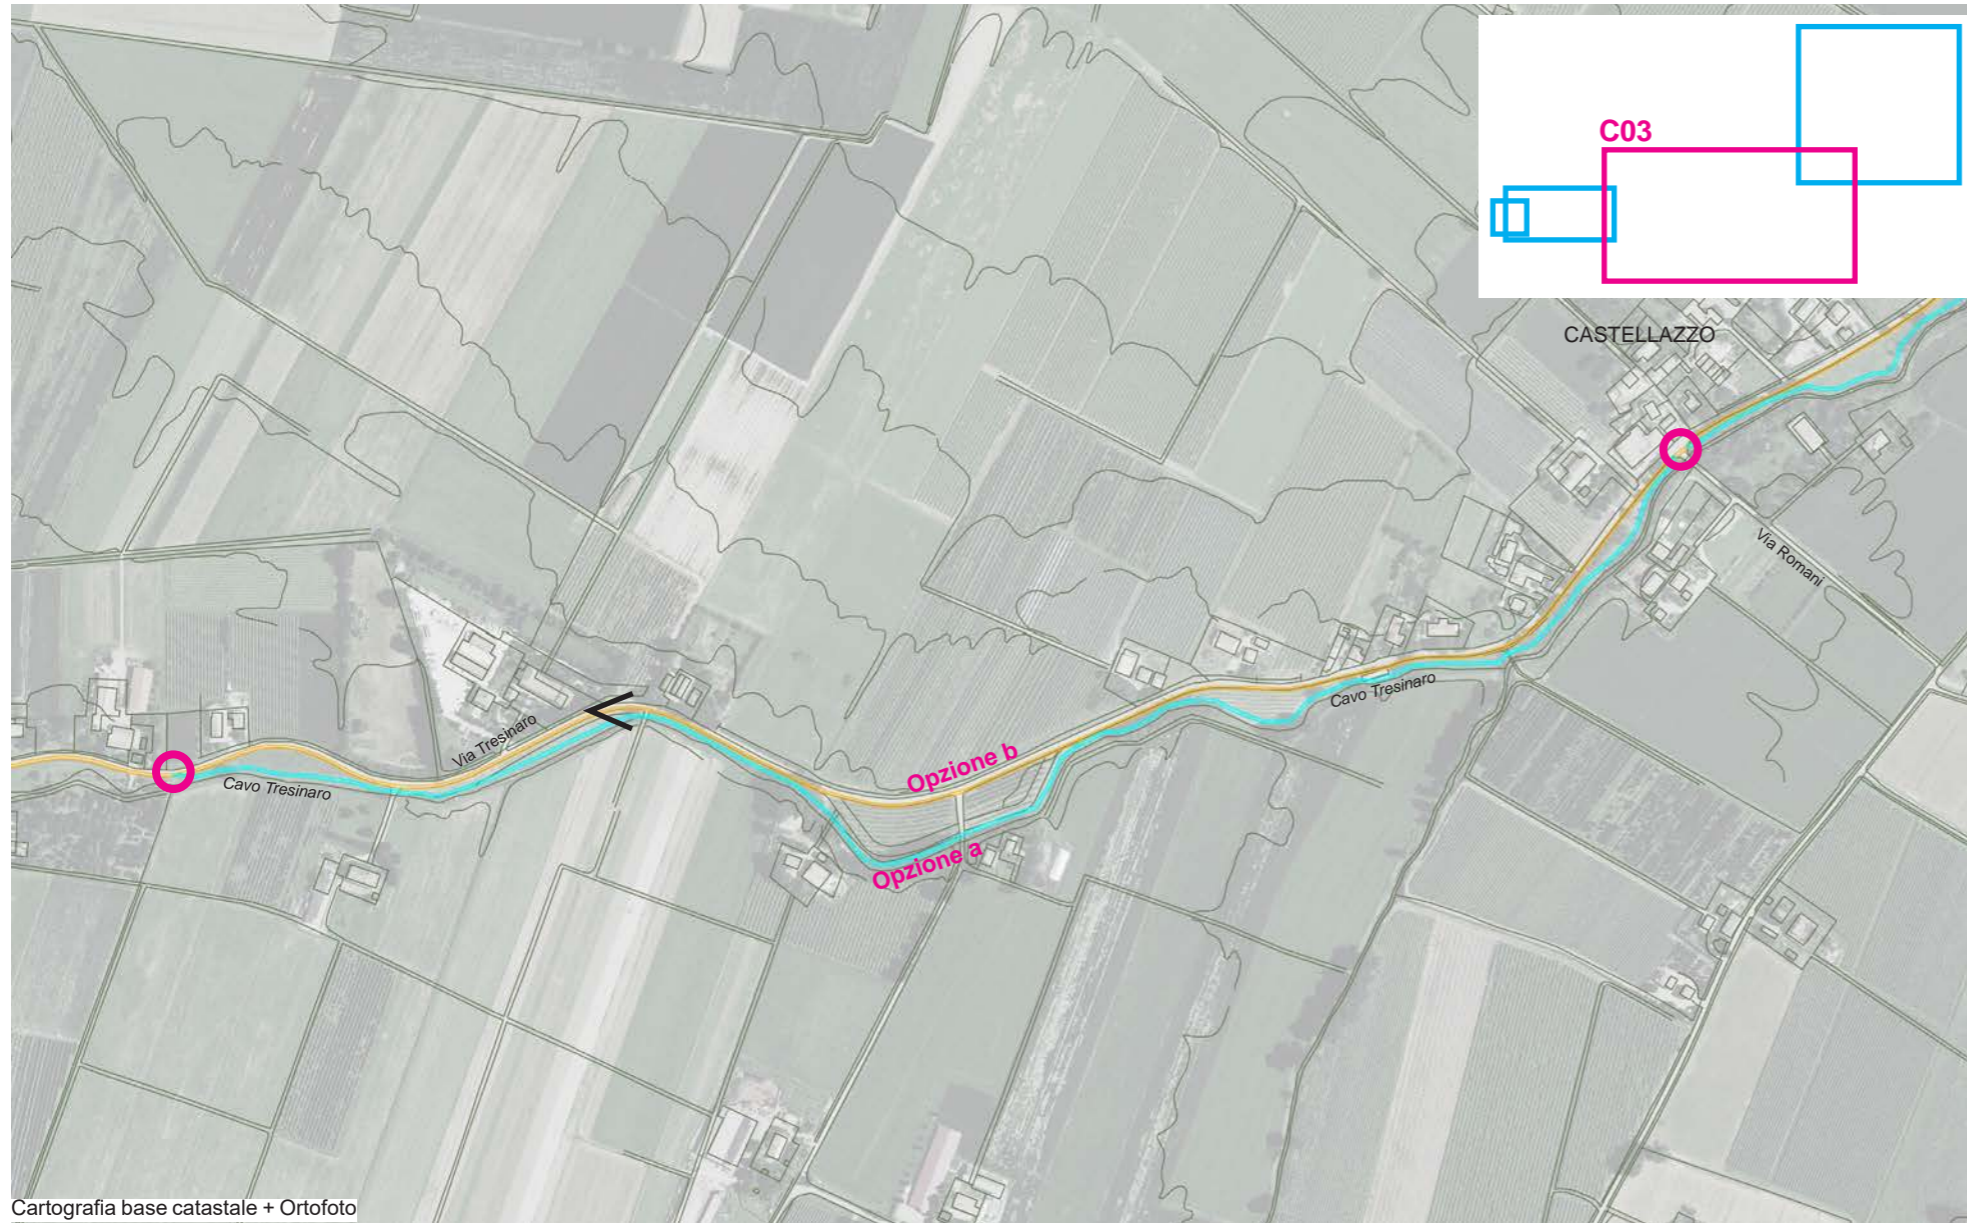 C03
CASTELLAZZO
Via Romani
Cavo Tresinaro
Via Tresinaro
Opzione b
Cavo Tresinaro
Opzione a
Cartografia base catastale + Ortofoto